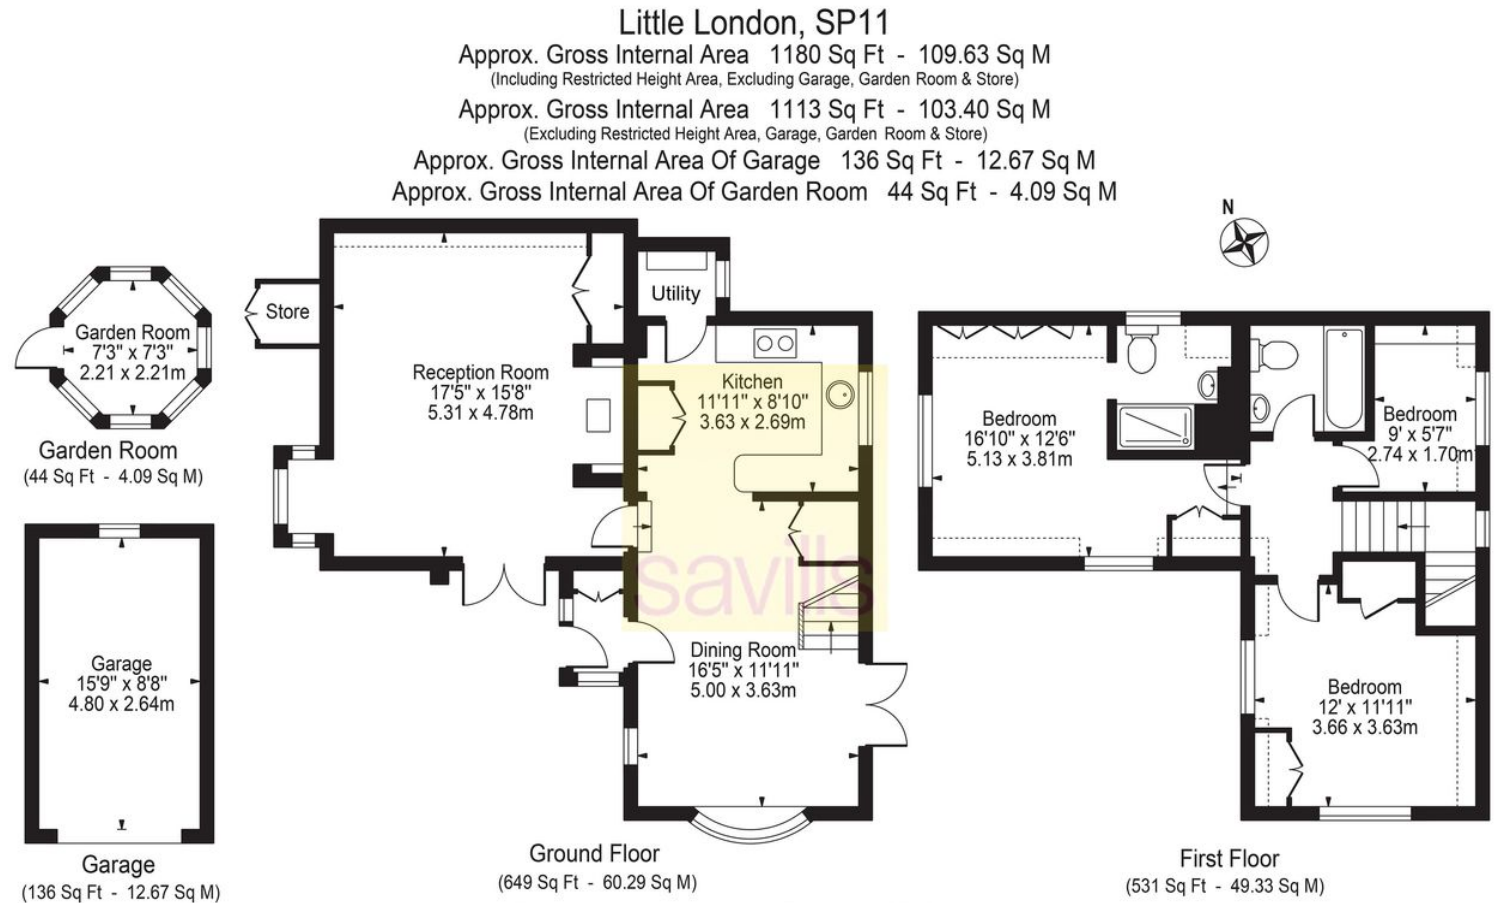 Little London, SP11
Approx. Gross Internal Area 1180 Sq Ft - 109.63 Sq M
(Including Restricted Height Area, Excluding Garage, Garden Room & Store)
Approx. Gross Internal Area 1113 Sq Ft - 103.40 Sq M
(Excluding Restricted Height Area, Garage, Garden Room & Store)
Approx. Gross Internal Area Of Garage 136 Sq Ft - 12.67 Sq M
Approx. Gross Internal Area Of Garden Room 44 Sq Ft - 4.09 Sq M
N
Garden Room
7'3" x 7'3"
2.21 x 2.21m
Garden Room
(44 Sq Ft - 4.09 Sq M)
Store
Garage
15'9" x 8'8"
4.80 x 2.64m
Garage
(136 Sq Ft - 12.67 Sq M)
Reception Room
17'5" x 15'8"
5.31 x 4.78m
Utility
Kitchen
11'11" x 8'10"
3.63 x 2.69m
savills
Dining Room
16'5" x 11'11"
5.00 x 3.63m
Ground Floor
(649 Sq Ft - 60.29 Sq M)
Bedroom
16'10" x 12'6"
5.13 x 3.81m
Bedroom
9' x 5'7"
2.74 x 1.70m
Bedroom
12' x 11'11"
3.66 x 3.63m
First Floor
(531 Sq Ft - 49.33 Sq M)